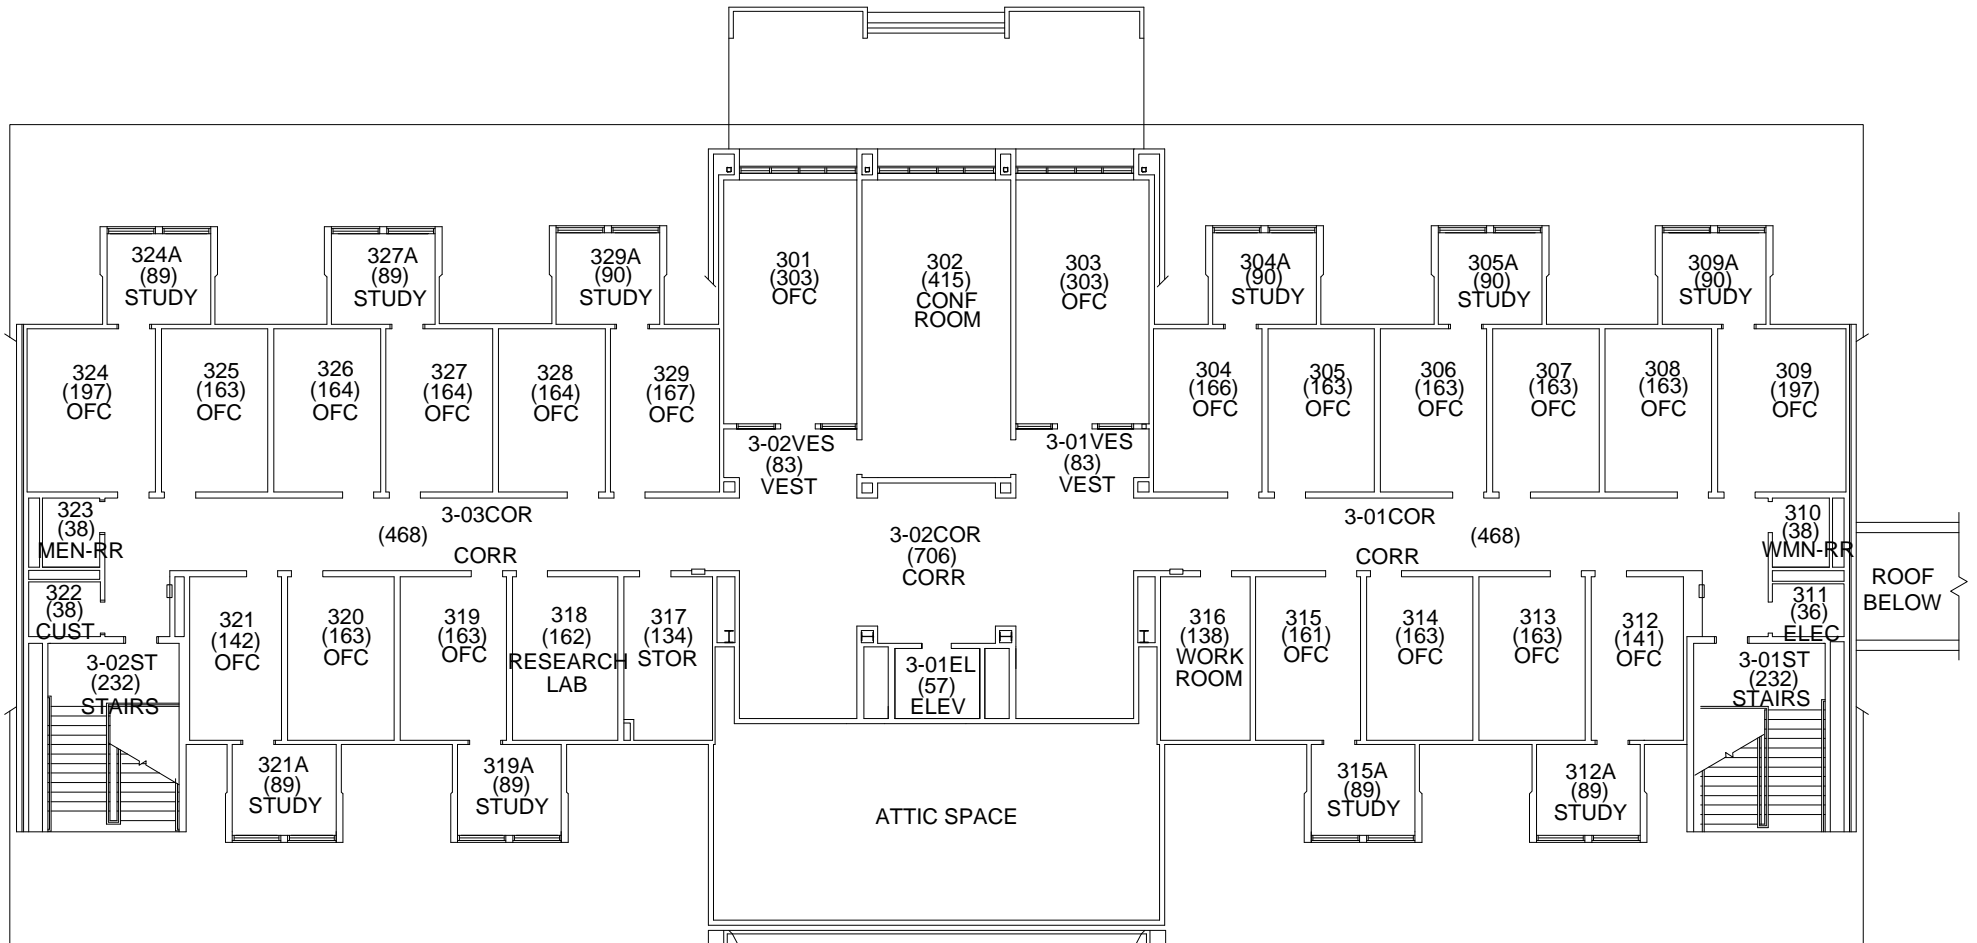 324A
(89)
STUDY
327A
(89)
STUDY
329A
(90)
STUDY
301
(303)
OFC
302
(415)
CONF
ROOM
303
(303)
OFC
304A
(90)
STUDY
305A
(90)
STUDY
309A
(90)
STUDY
324
(197)
OFC
325
(163)
OFC
326
(164)
OFC
327
(164)
OFC
328
(164)
OFC
329
(167)
OFC
304
(166)
OFC
305
(163)
OFC
306
(163)
OFC
307
(163)
OFC
308
(163)
OFC
309
(197)
OFC
3-02VES
(83)
VEST
3-01VES
(83)
VEST
323
(38)
MEN-RR
3-03COR
(468)
CORR
3-02COR
(706)
CORR
3-01COR
(468)
CORR
310
(38)
WMN-RR
ROOF
BELOW
322
(38)
CUST
321
(142)
OFC
320
(163)
OFC
319
(163)
OFC
318
(162)
RESEARCH
LAB
317
(134)
STOR
316
(138)
WORK
ROOM
315
(161)
OFC
314
(163)
OFC
313
(163)
OFC
312
(141)
OFC
311
(36)
ELEC
3-02ST
(232)
STAIRS
3-01EL
(57)
ELEV
3-01ST
(232)
STAIRS
321A
(89)
STUDY
319A
(89)
STUDY
315A
(89)
STUDY
312A
(89)
STUDY
ATTIC SPACE